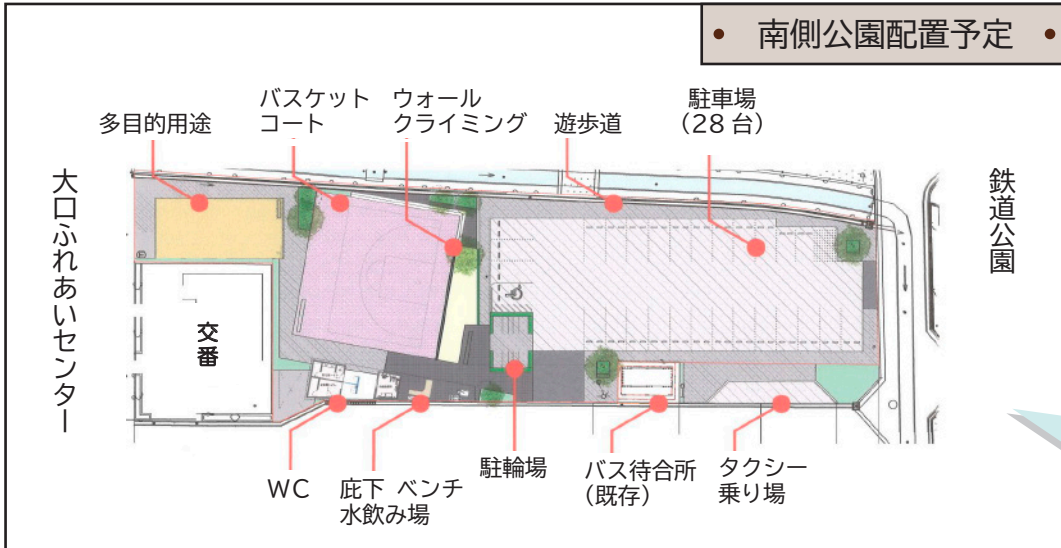 • 南側公園配置予定 •
多目的用途
バスケット
コート
ウォール
クライミング
遊歩道
駐車場
（28台）
大口ふれあいセンター
交番
鉄道公園
WC
庇下 ベンチ
水飲み場
駐輪場
バス待合所
（既存）
タクシー
乗り場